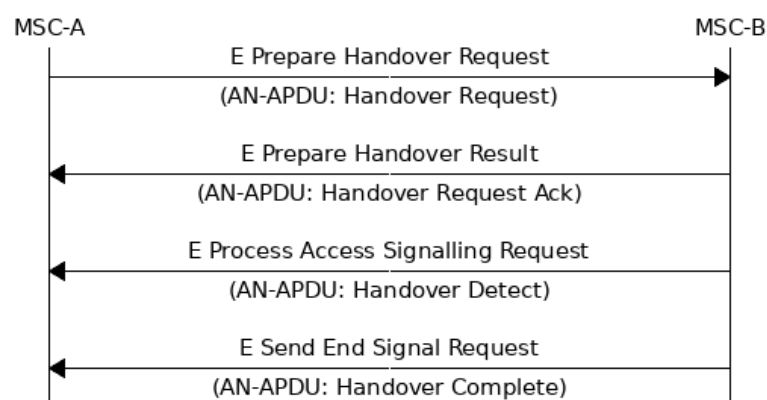 MSC-A MSC-B
E Prepare Handover Request
(AN-APDU: Handover Request)
E Prepare Handover Result
(AN-APDU: Handover Request Ack)
E Process Access Signalling Request
(AN-APDU: Handover Detect)
E Send End Signal Request
(AN-APDU: Handover Complete)